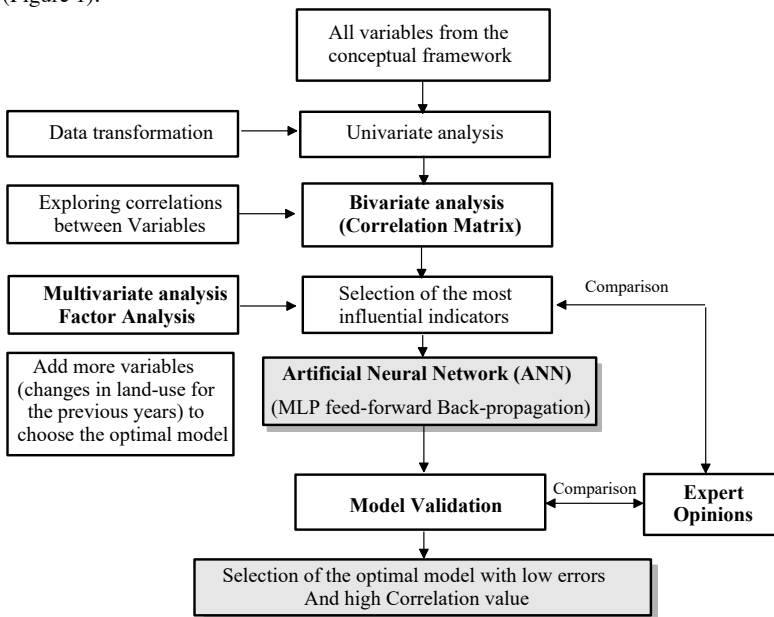 (Figure 1).
All variables from the
conceptual framework
Data transformation
Univariate analysis
Exploring correlations
between Variables
Bivariate analysis
(Correlation Matrix)
Multivariate analysis
Factor Analysis
Selection of the most
influential indicators
Comparison
Add more variables
(changes in land-use for
the previous years) to
choose the optimal model
Artificial Neural Network (ANN)
(MLP feed-forward Back-propagation)
Model Validation
Comparison
Expert
Opinions
Selection of the optimal model with low errors
And high Correlation value